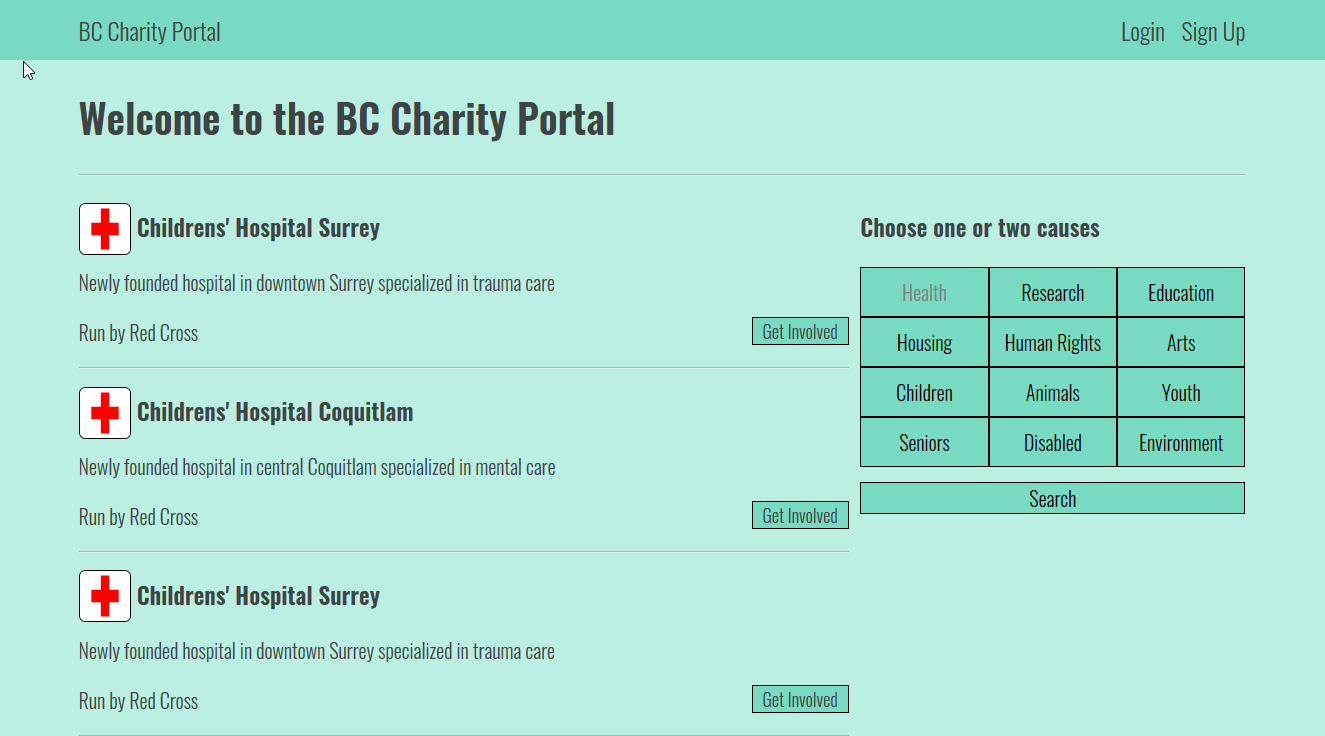 BC Charity Portal
Login Sign Up
Welcome to the BC Charity Portal
Childrens' Hospital Surrey
Newly founded hospital in downtown Surrey specialized in trauma care
Run by Red Cross
Get Involved
Childrens' Hospital Coquitlam
Newly founded hospital in central Coquitlam specialized in mental care
Run by Red Cross
Get Involved
Childrens' Hospital Surrey
Newly founded hospital in downtown Surrey specialized in trauma care
Run by Red Cross
Get Involved
Choose one or two causes
Health Research Education
Housing Human Rights Arts
Children Animals Youth
Seniors Disabled Environment
Search